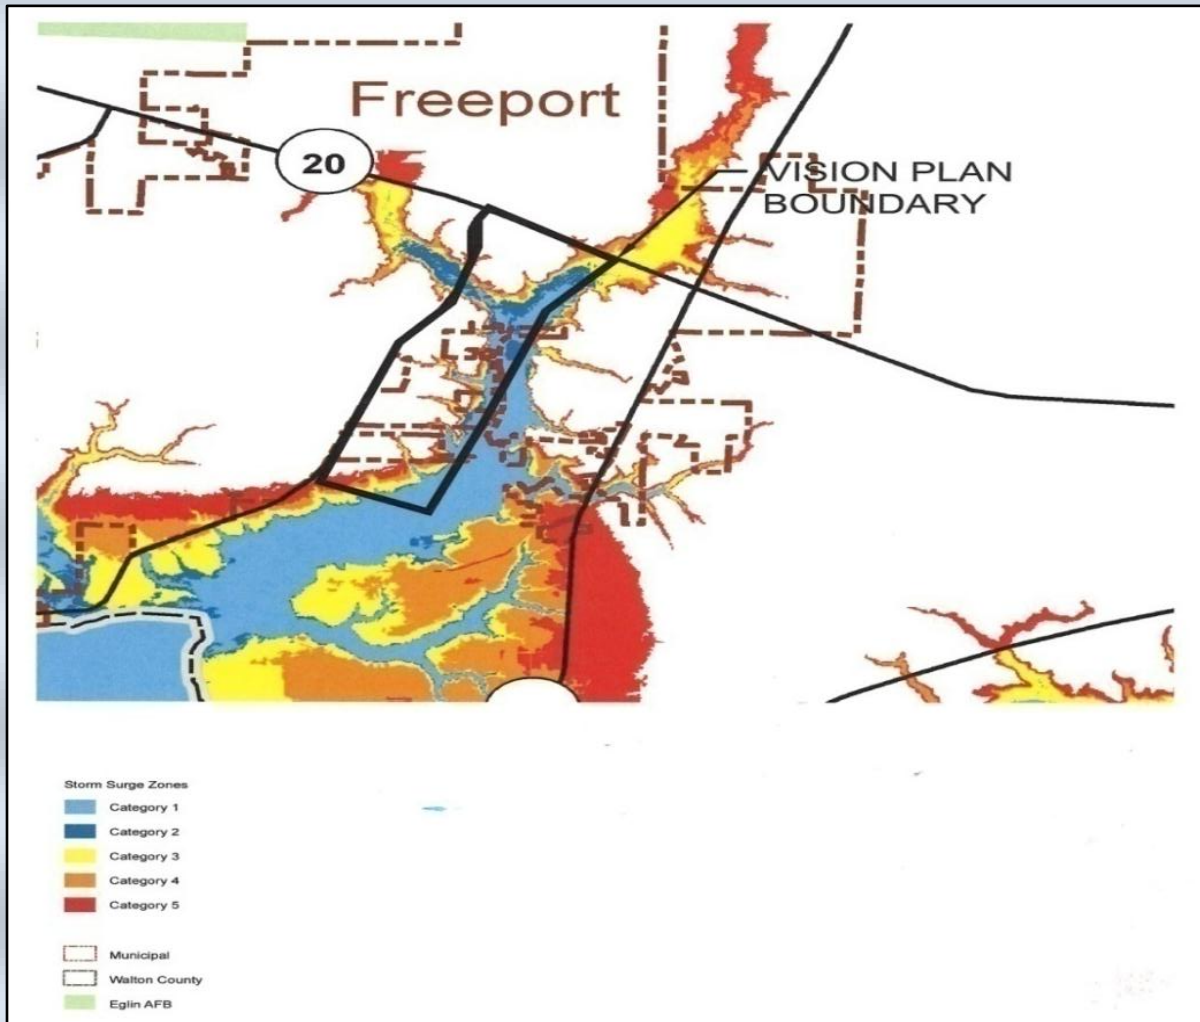 Freeport
20
VISION PLAN
BOUNDARY
Storm Surge Zones
Category 1
Category 2
Category 3
Category 4
Category 5
Municipal
Walton County
Eglin AFB